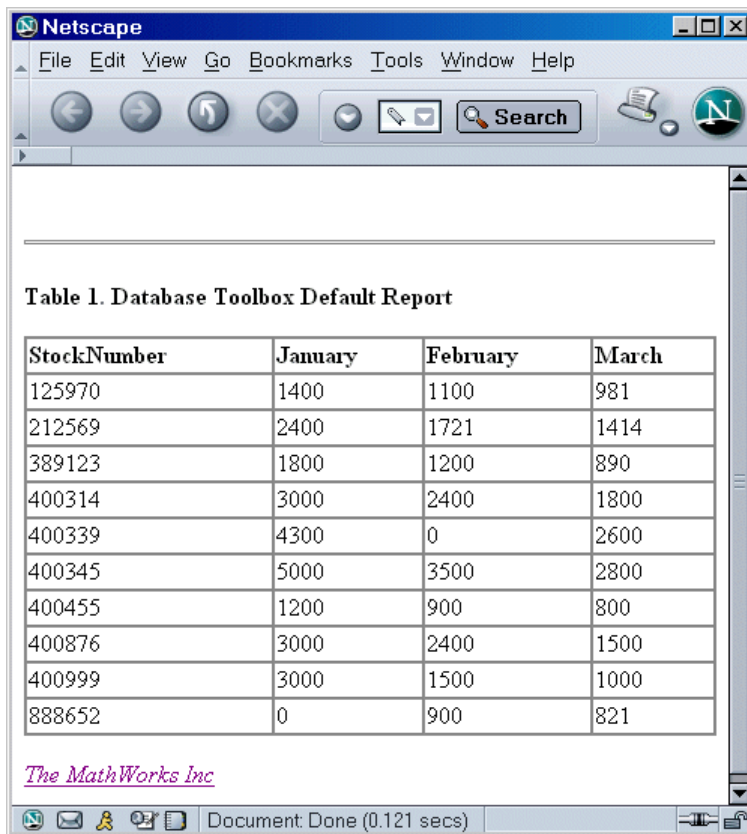 Netscape
File Edit View Go Bookmarks Tools Window Help
Search
N
Table 1. Database Toolbox Default Report
StockNumber January February March
125970 1400 1100 981
212569 2400 1721 1414
389123 1800 1200 890
400314 3000 2400 1800
400339 4300 0 2600
400345 5000 3500 2800
400455 1200 900 800
400876 3000 2400 1500
400999 3000 1500 1000
888652 0 900 821
The MathWorks Inc
Document: Done (0.121 secs)